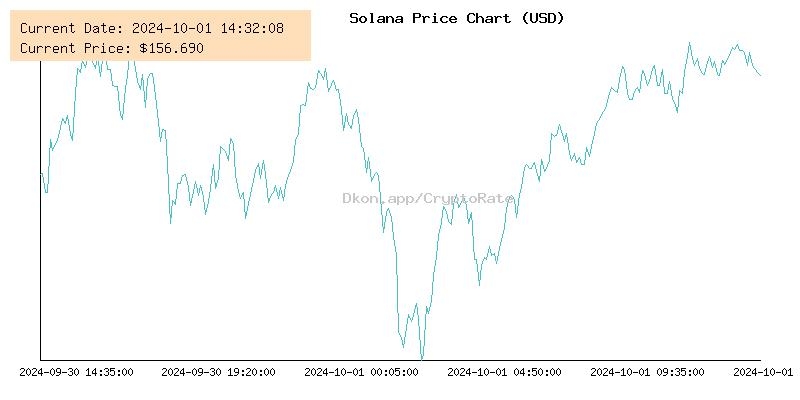 Solana Price Chart (USD)
Current Date: 2024-10-01 14:32:08
Current Price: $156.690
Dkon.app/CryptoRate
2024-09-30 14:35:00
2024-09-30 19:20:00
2024-10-01 00:05:00
2024-10-01 04:50:00
2024-10-01 09:35:00
2024-10-01